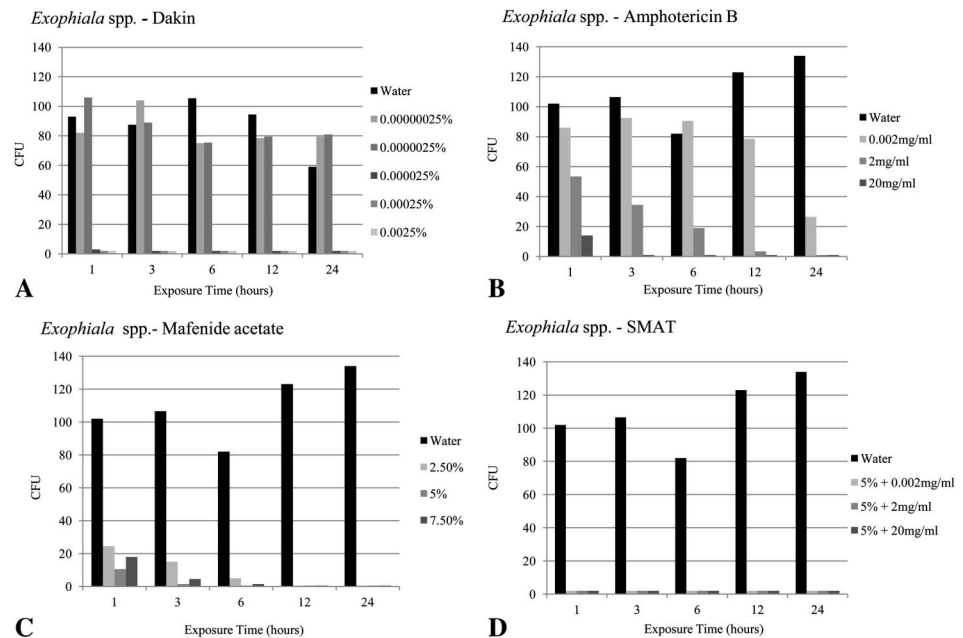 Exophiala spp. - Dakin
140
120
100
80
60
40
20
0
CFU
1 3 6 12 24
Exposure Time (hours)
Water
0.00000025%
0.0000025%
0.000025%
0.00025%
0.0025%
A
Exophiala spp. - Amphotericin B
140
120
100
80
60
40
20
0
CFU
1 3 6 12 24
Exposure Time (hours)
Water
0.002mg/ml
2mg/ml
20mg/ml
B
Exophiala spp.- Mafenide acetate
140
120
100
80
60
40
20
0
CFU
1 3 6 12 24
Exposure Time (hours)
Water
2.50%
5%
7.50%
C
Exophiala spp. - SMAT
140
120
100
80
60
40
20
0
CFU
1 3 6 12 24
Exposure Time (hours)
Water
5% + 0.002mg/ml
5% + 2mg/ml
5% + 20mg/ml
D